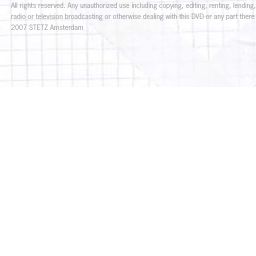 All rights reserved. Any unauthorized use including copying, editing, renting, lending,
radio or television broadcasting or otherwise dealing with this DVD or any part there
2007 STETZ Amsterdam